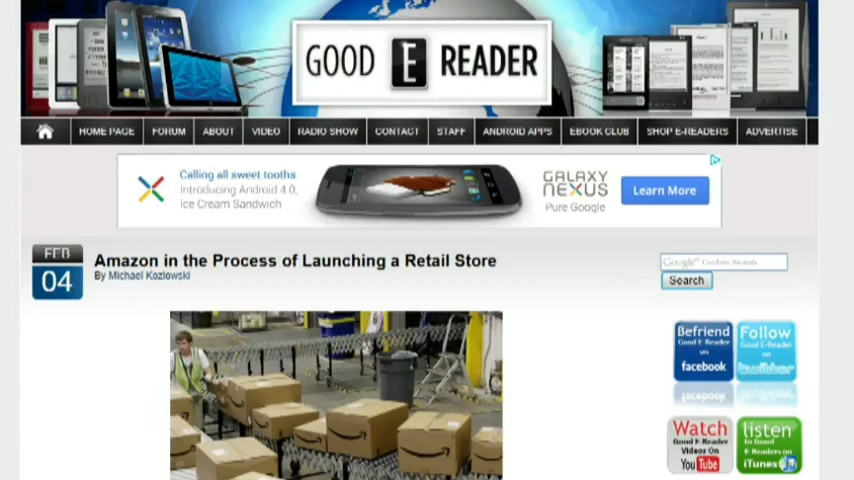 GOOD E READER
HOME PAGE FORUM ABOUT VIDEO RADIO SHOW CONTACT STAFF ANDROID APPS EBOOK CLUB SHOP E-READERS ADVERTISE
Calling all sweet tooths
Introducing Android 4.0,
Ice Cream Sandwich
GALAXY
NEXUS
Pure Google
Learn More
FEB
04
Amazon in the Process of Launching a Retail Store
By Michael Kozlowski
Google Custom Search
Search
Befriend
Good E-Reader
on
facebook
Follow
Good E-Reader
on
twitter
Watch
Good E-Reader
Videos On
YouTube
listen
to Good
E-Readers on
iTunes